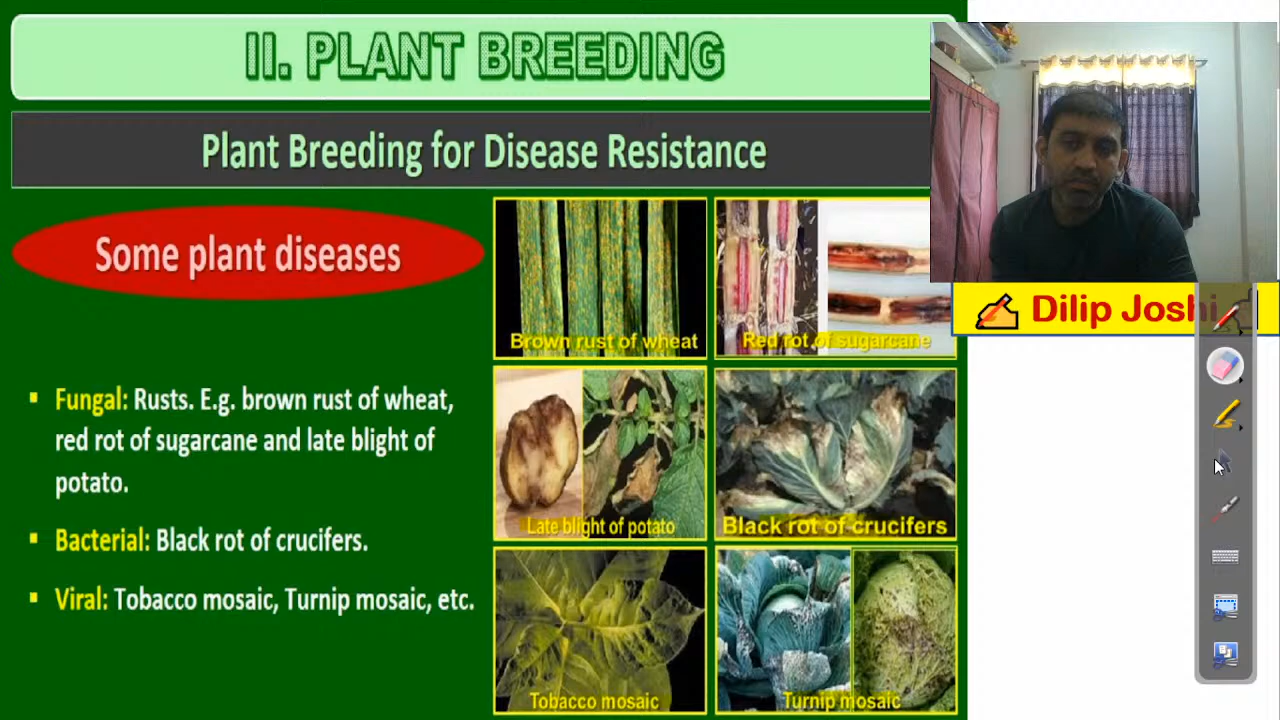 II. PLANT BREEDING
Plant Breeding for Disease Resistance
Some plant diseases
▪ Fungal: Rusts. E.g. brown rust of wheat,
red rot of sugarcane and late blight of
potato.
▪ Bacterial: Black rot of crucifers.
▪ Viral: Tobacco mosaic, Turnip mosaic, etc.
Brown rust of wheat
Red rot of sugarcane
Late blight of potato
Black rot of crucifers
Tobacco mosaic
Turnip mosaic
Dilip Joshi